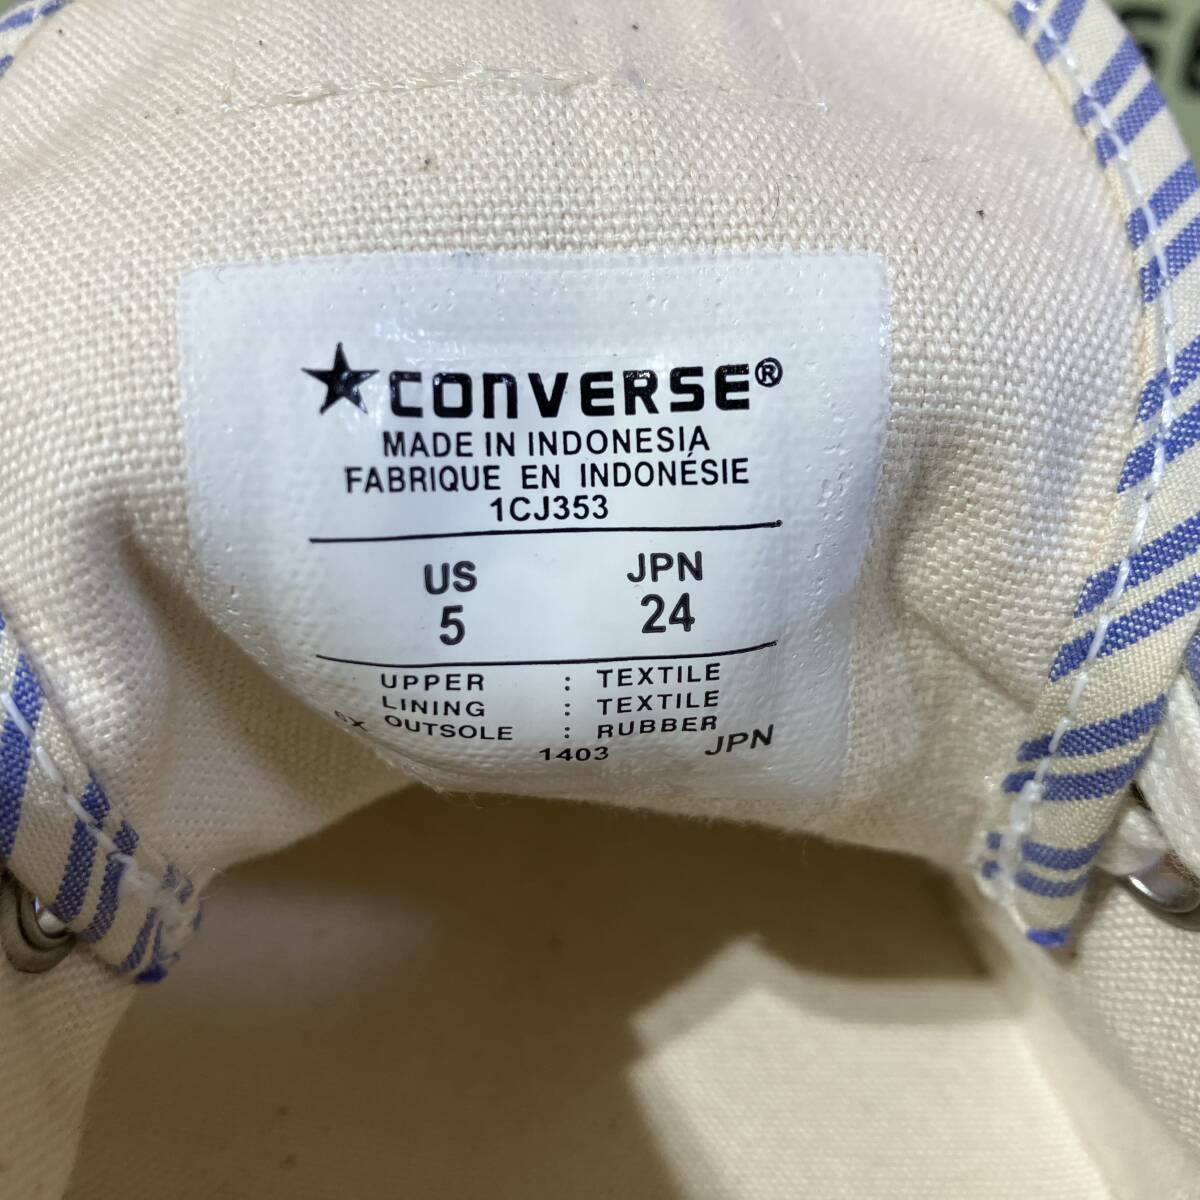 ★CONVERSE®
MADE IN INDONESIA
FABRIQUE EN INDONÉSIE
1CJ353
US JPN
5 24
UPPER : TEXTILE
LINING : TEXTILE
OUTSOLE : RUBBER
1403 JPN